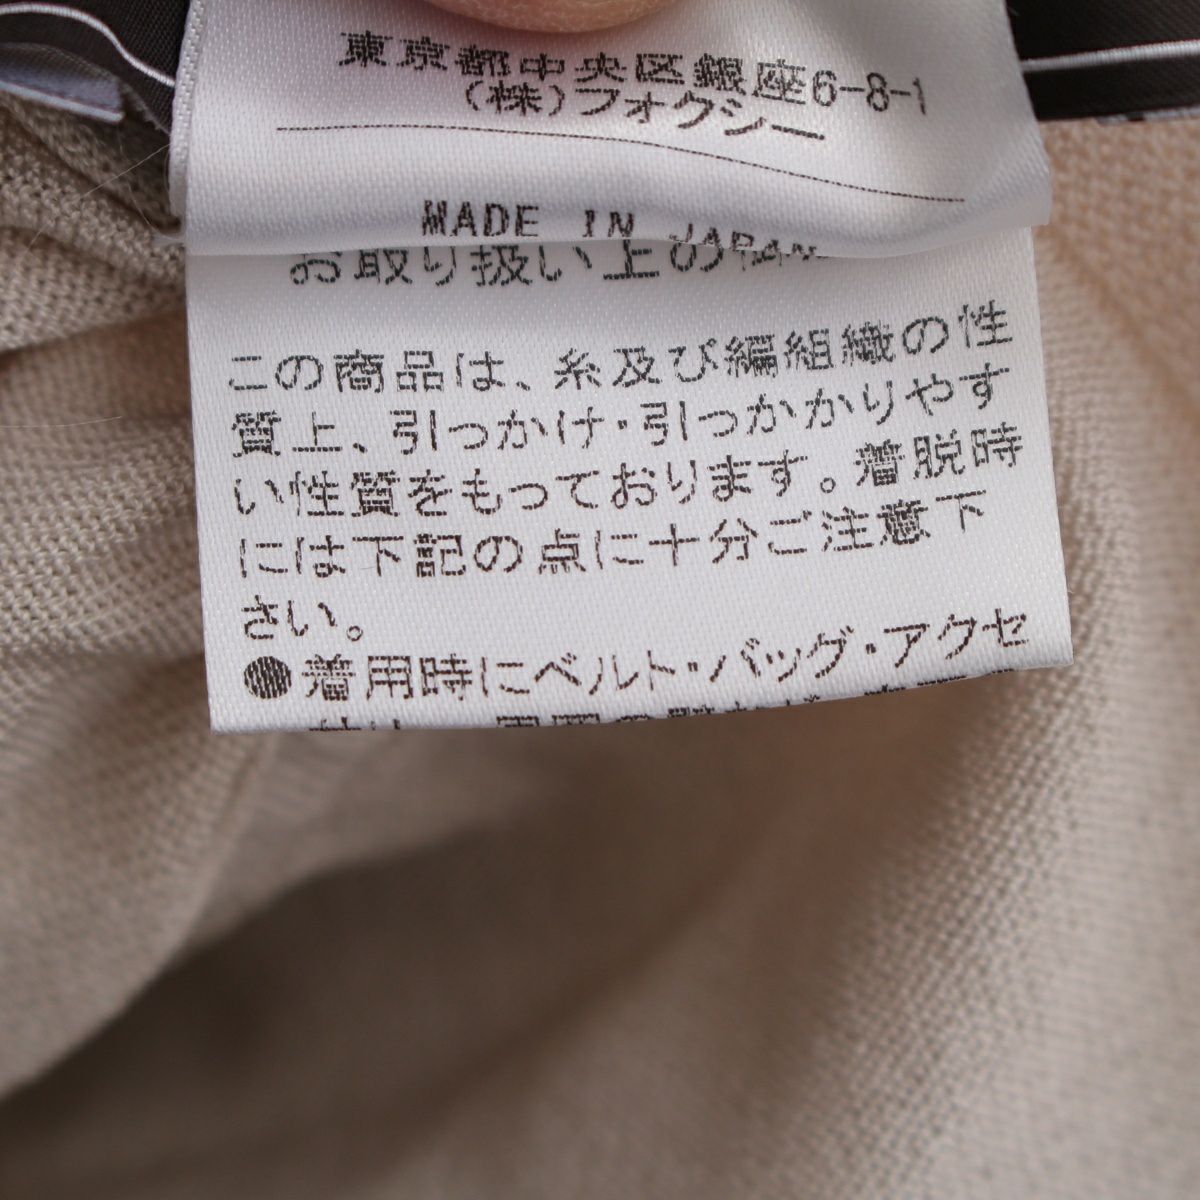 東京都中央区銀座6-8-1
(株)フォクシー
MADE IN JAPAN
お取り扱い上の
この商品は、糸及び編組織の性
質上、引っかけ・引っかかりやす
い性質をもっております。着脱時
には下記の点に十分ご注意下
さい。
●着用時にベルト・バッグ・アクセ